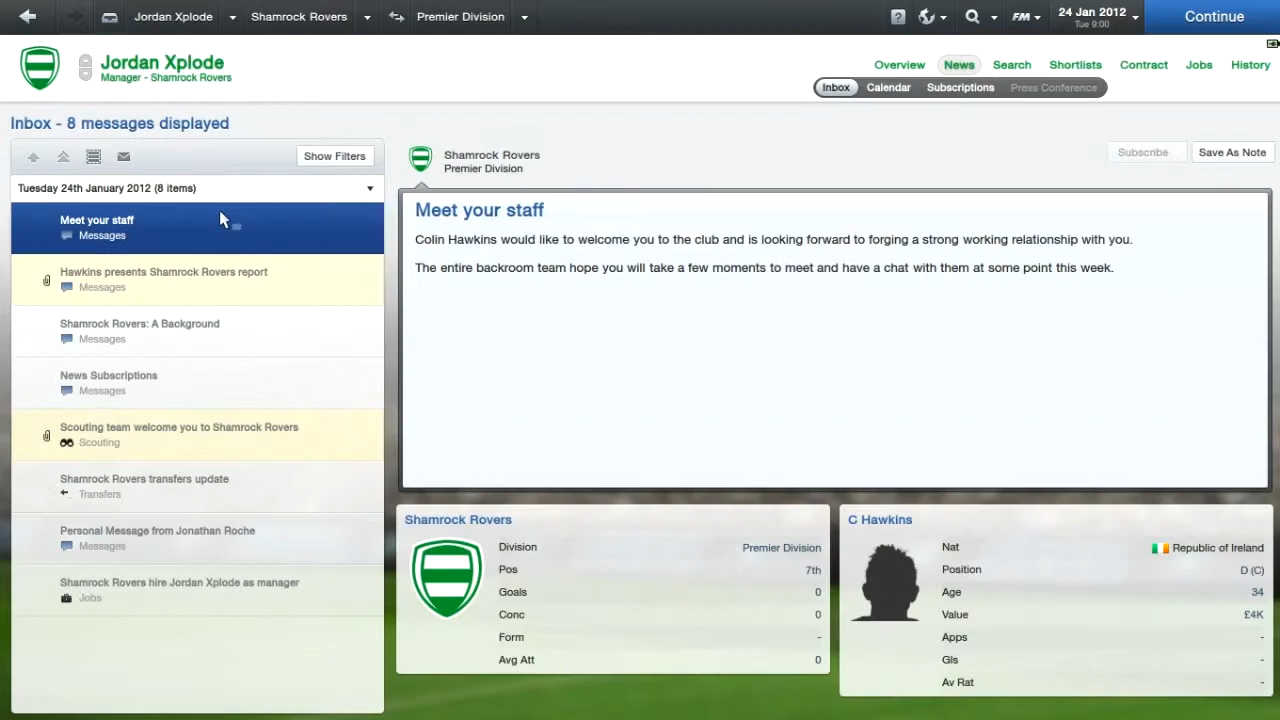 Jordan Xplode
Shamrock Rovers
Premier Division
?
FM
24 Jan 2012
Tue 9:00
Continue
Jordan Xplode
Manager - Shamrock Rovers
Overview News Search Shortlists Contract Jobs History
Inbox Calendar Subscriptions Press Conference
Inbox - 8 messages displayed
Show Filters
Tuesday 24th January 2012 (8 items)
Meet your staff
Messages
Hawkins presents Shamrock Rovers report
Messages
Shamrock Rovers: A Background
Messages
News Subscriptions
Messages
Scouting team welcome you to Shamrock Rovers
Scouting
Shamrock Rovers transfers update
Transfers
Personal Message from Jonathan Roche
Messages
Shamrock Rovers hire Jordan Xplode as manager
Jobs
Shamrock Rovers
Premier Division
Subscribe
Save As Note
Meet your staff
Colin Hawkins would like to welcome you to the club and is looking forward to forging a strong working relationship with you.
The entire backroom team hope you will take a few moments to meet and have a chat with them at some point this week.
Shamrock Rovers
Division Premier Division
Pos 7th
Goals 0
Conc 0
Form -
Avg Att 0
C Hawkins
Nat Republic of Ireland
Position D (C)
Age 34
Value £4K
Apps -
Gls -
Av Rat -